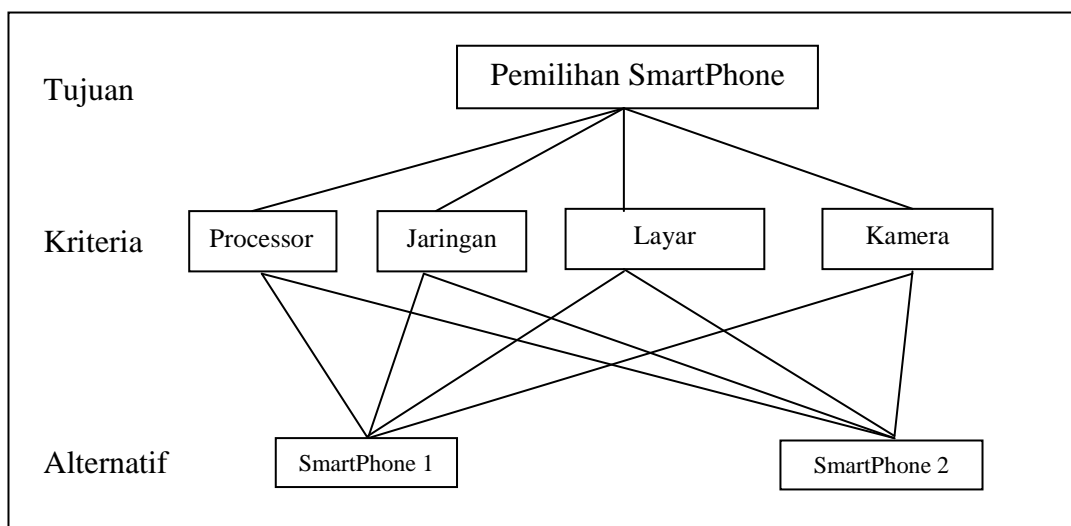 Tujuan
Pemilihan SmartPhone
Kriteria
Processor
Jaringan
Layar
Kamera
Alternatif
SmartPhone 1
SmartPhone 2